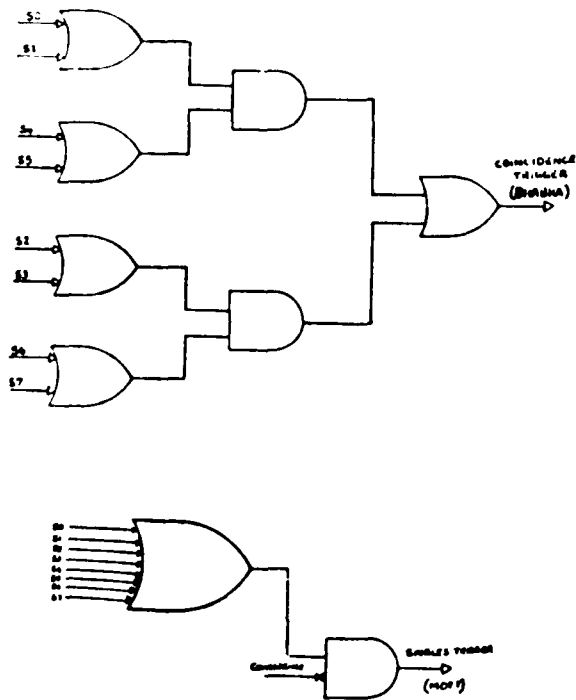 S0
S1
S4
S5
COINCIDENCE
TRIGGER
S2
S3
S6
S7
S0
S1
S2
S3
S4
S5
S6
S7
SINGLES TRIGGER